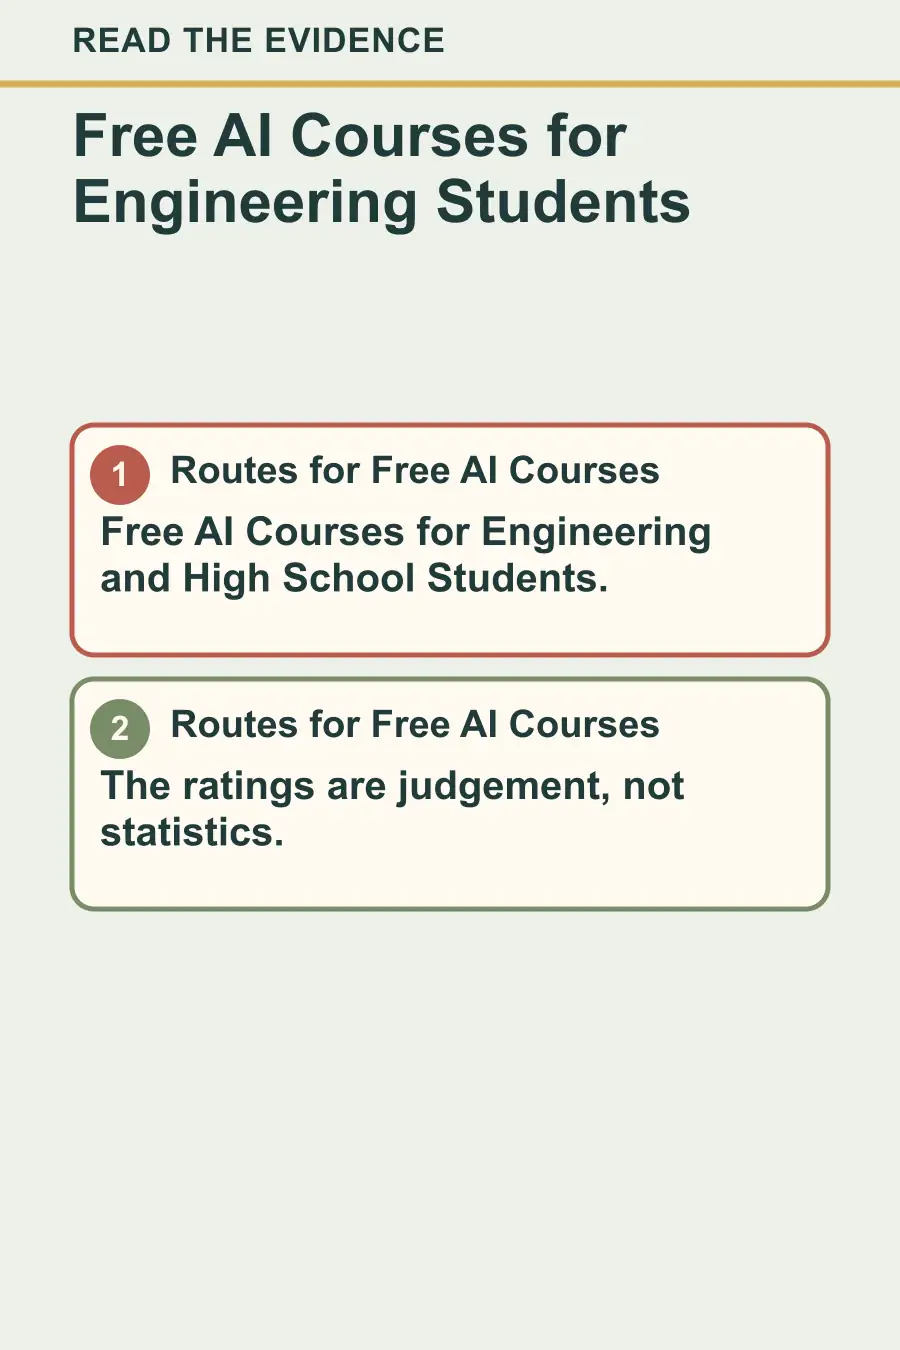 READ THE EVIDENCE
Free AI Courses for
Engineering Students
1
Routes for Free AI Courses
Free AI Courses for Engineering
and High School Students.
2
Routes for Free AI Courses
The ratings are judgement, not
statistics.